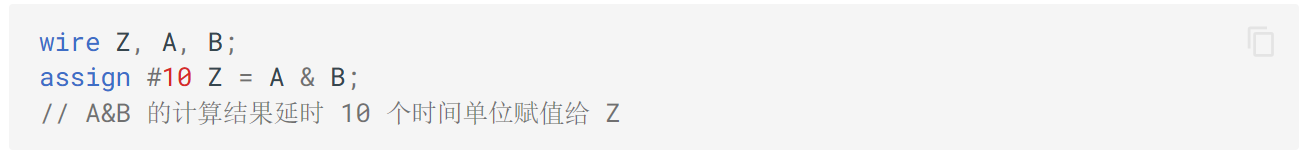 wire Z, A, B;
assign #10 Z = A & B;
// A&B 的计算结果延时 10 个时间单位赋值给 Z